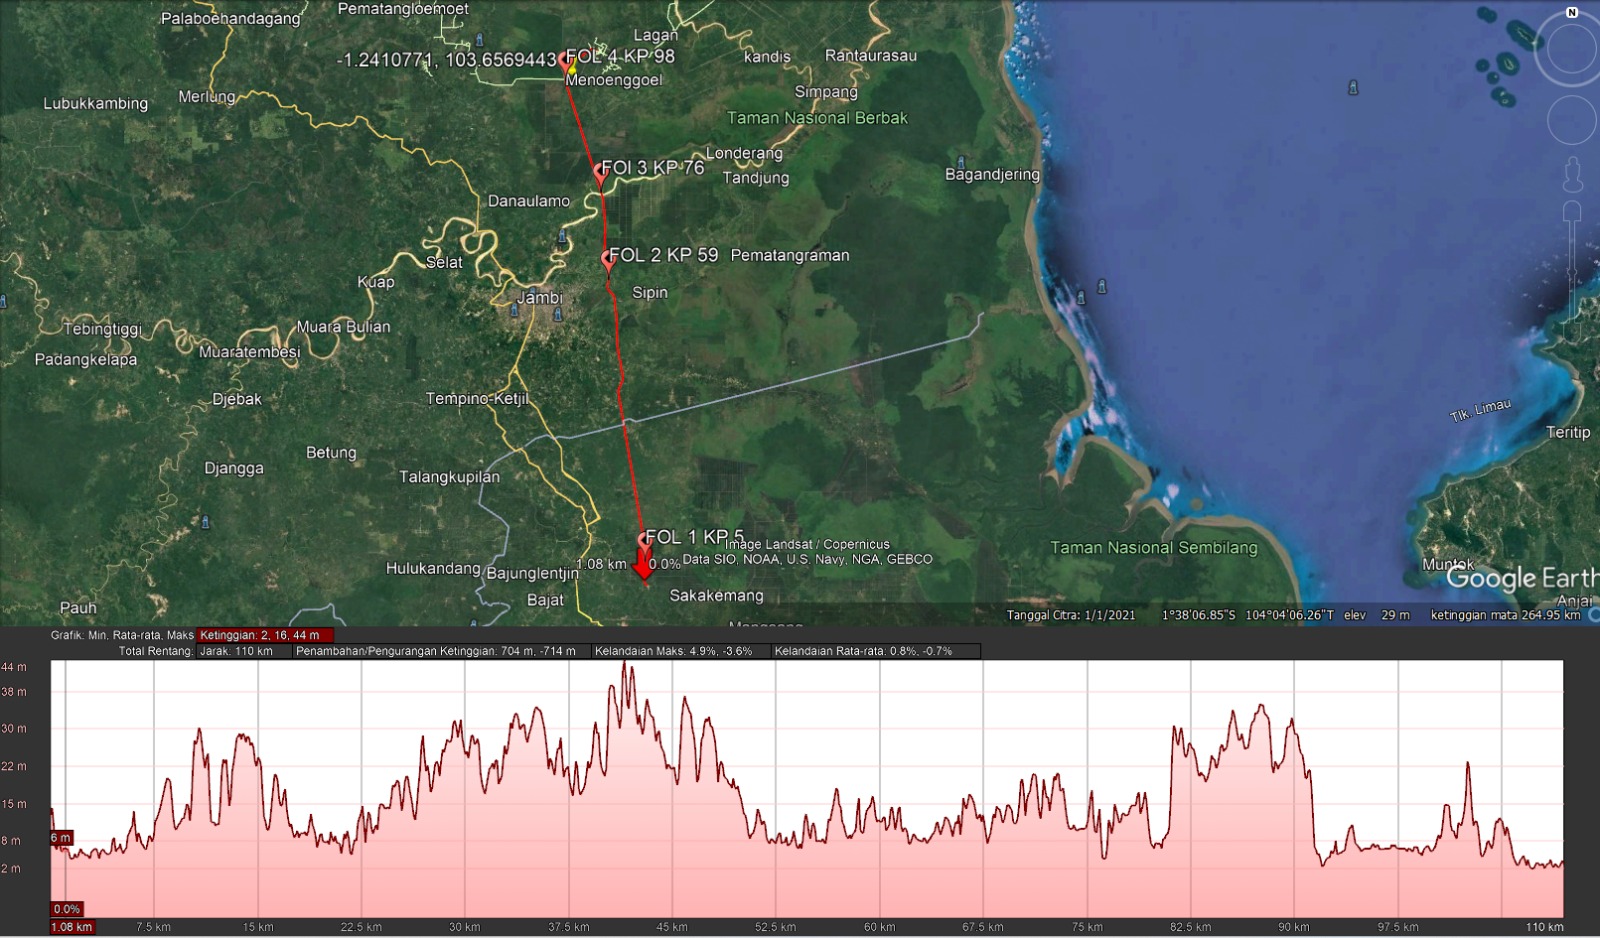 Palaboehandagang
Pematangloemoet
Lagan
kandis
Rantaurasau
-1.2410771, 103.6569443
FOL 4 KP 98
Menoenggoel
Simpang
Lubukkambing
Merlung
Taman Nasional Berbak
Londerang
FOL 3 KP 76
Tandjung
Bagandjering
Danaulamo
FOL 2 KP 59
Pematangraman
Selat
Kuap
Jambi
Sipin
Tebingtiggi
Muara Bulian
Padangkelapa
Muaratembesi
Djebak
Tempino-Ketjil
Tlk. Limau
Teritip
Betung
Djangga
Talangkupilan
FOL 1 KP 5
Image Landsat / Copernicus
Data SIO, NOAA, U.S. Navy, NGA, GEBCO
Taman Nasional Sembilang
1.08 km
0.0%
Hulukandang
Bajunglentjin
Muntok
Google Earth
Sakakemang
Bajat
Anjai
Pauh
Tanggal Citra: 1/1/2021 1°38'06.85"S 104°04'06.26"T elev 29 m ketinggian mata 264.95 km
N
Grafik: Min. Rata-rata, Maks Ketinggian: 2, 16, 44 m
Total Rentang: Jarak: 110 km Penambahan/Pengurangan Ketinggian: 704 m, -714 m Kelandaian Maks: 4.9%, -3.6% Kelandaian Rata-rata: 0.8%, -0.7%
44 m
38 m
30 m
22 m
15 m
6 m
8 m
2 m
0.0%
1.08 km 7.5 km 15 km 22.5 km 30 km 37.5 km 45 km 52.5 km 60 km 67.5 km 75 km 82.5 km 90 km 97.5 km 110 km